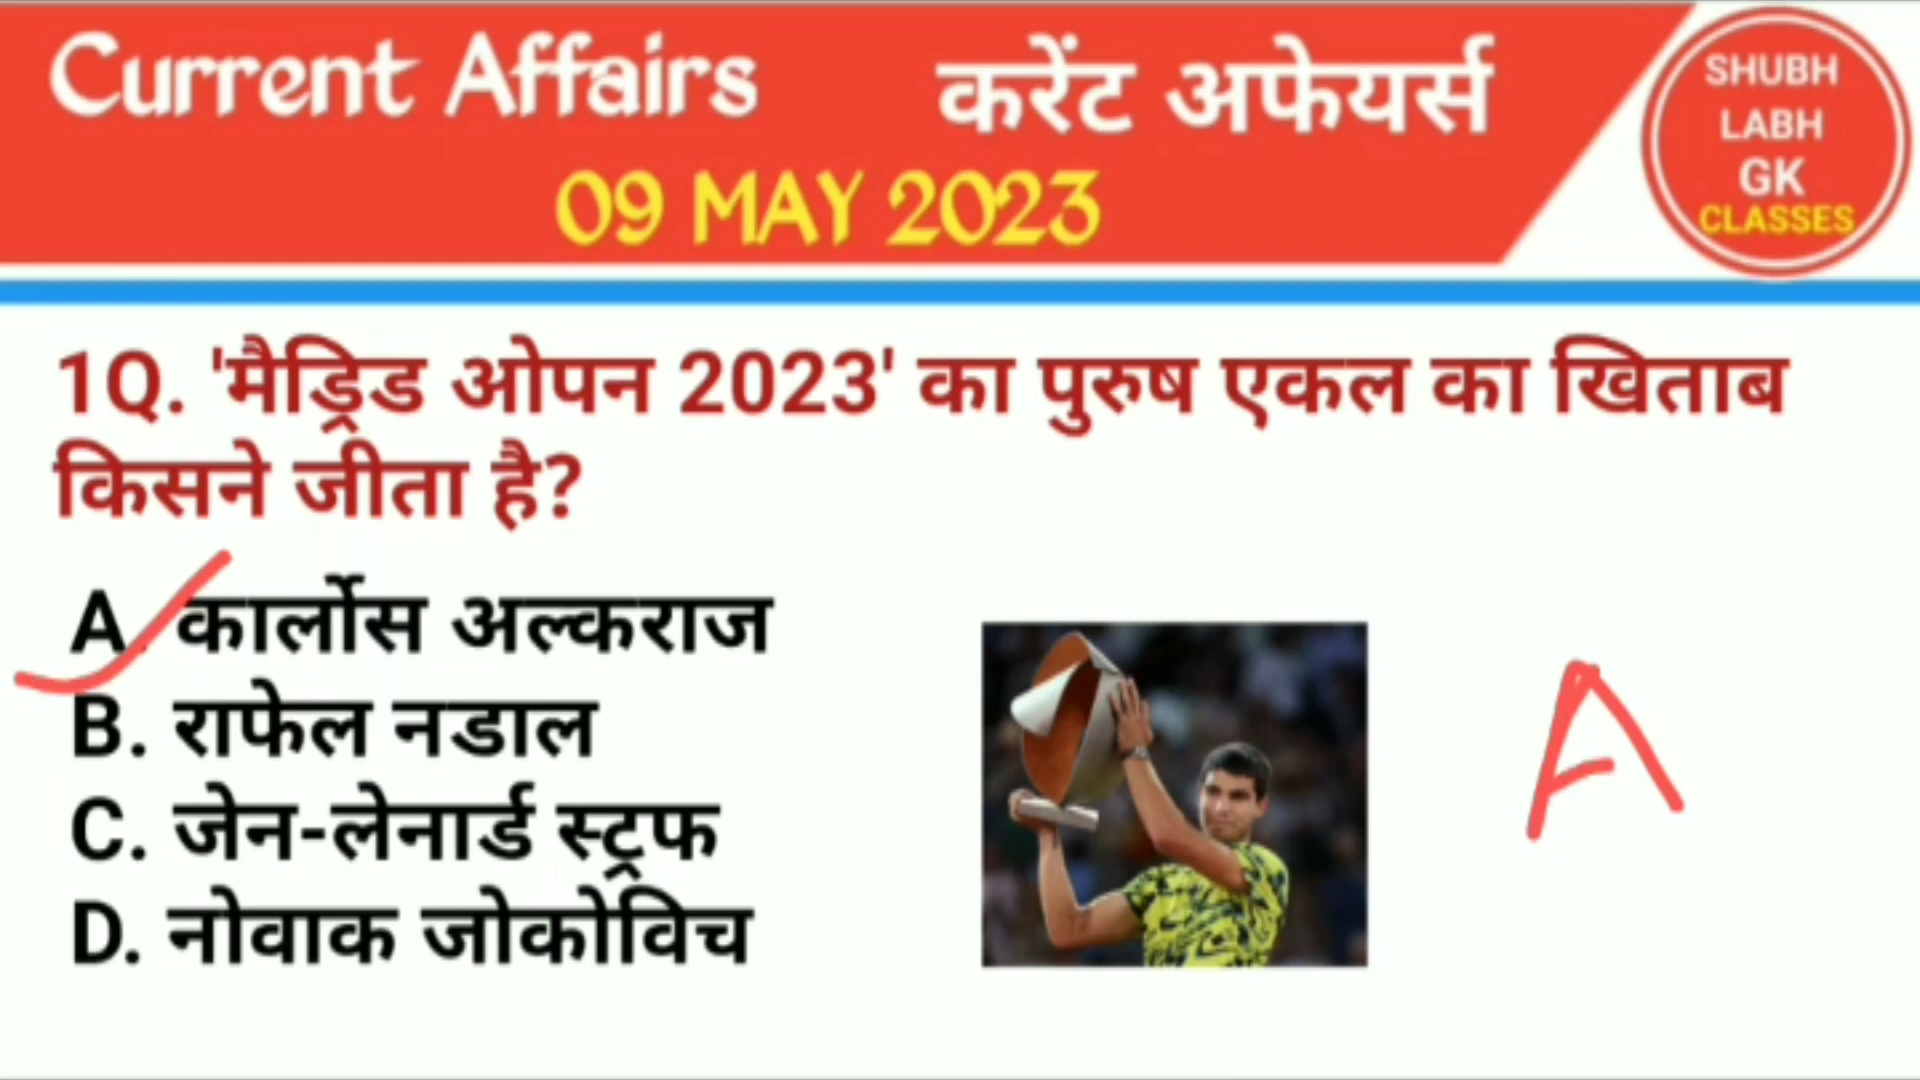 Current Affairs करेंट अफेयर्स
09 MAY 2023
SHUBH
LABH
GK
CLASSES
1Q. 'मैड्रिड ओपन 2023' का पुरुष एकल का खिताब
किसने जीता है?
A. कार्लोस अल्कराज
B. राफेल नडाल
C. जेन-लेनार्ड स्ट्रफ
D. नोवाक जोकोविच
A